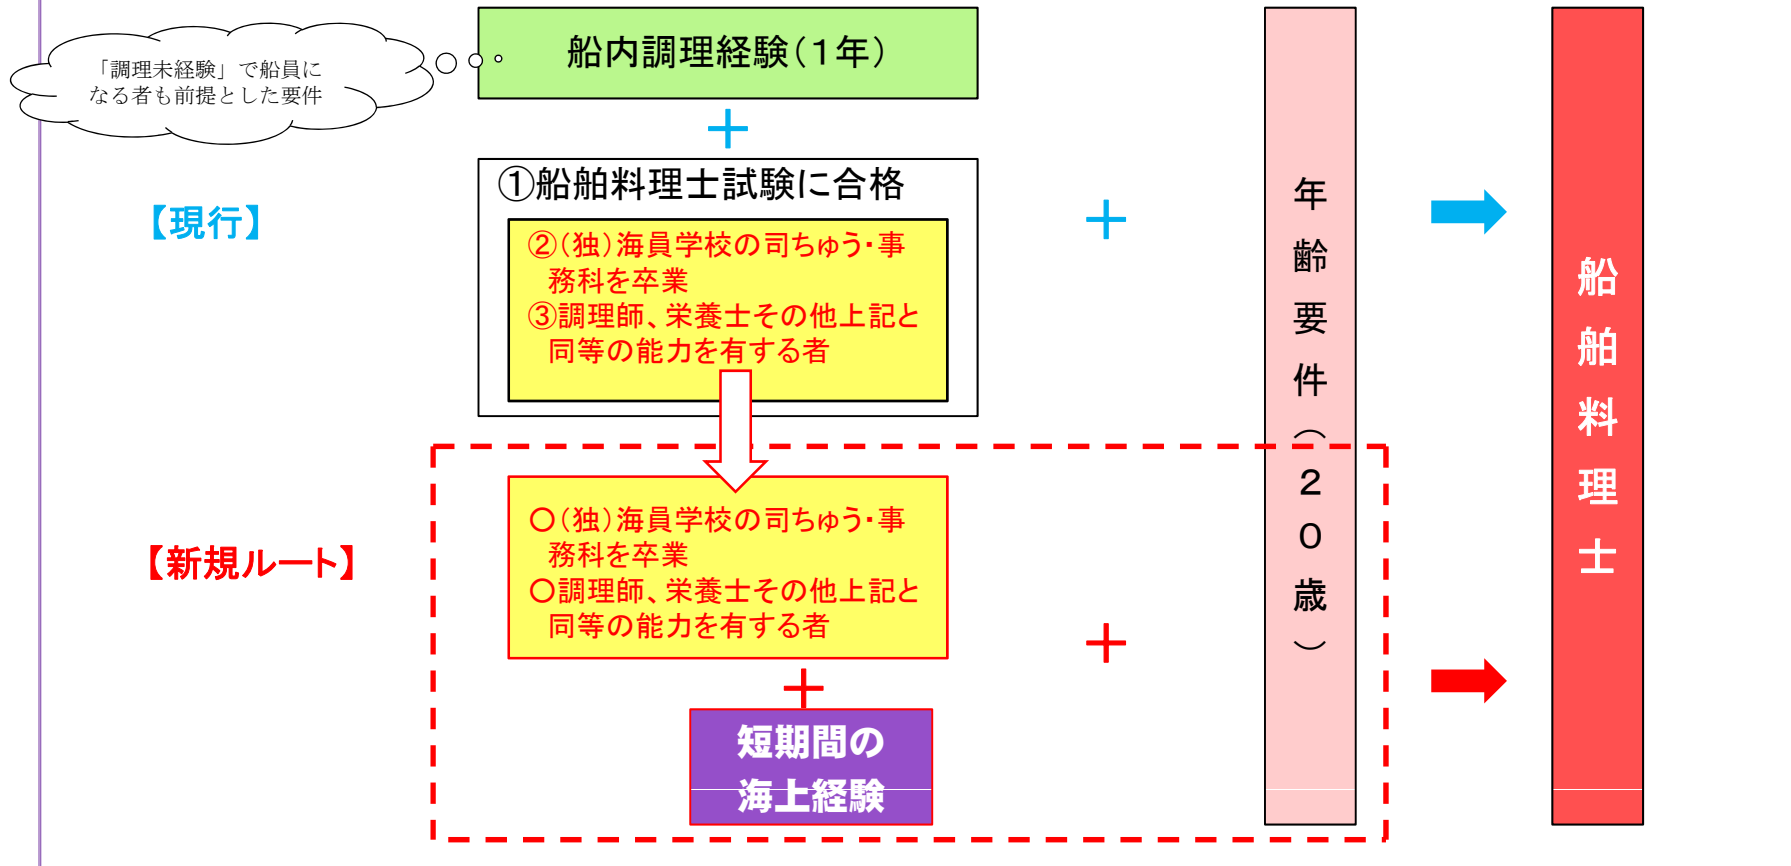 「調理未経験」で船員に
なる者も前提とした要件
船内調理経験（１年）
＋
【現行】
①船舶料理士試験に合格
②（独）海員学校の司ちゅう・事
務科を卒業
③調理師、栄養士その他上記と
同等の能力を有する者
＋
【新規ルート】
○（独）海員学校の司ちゅう・事
務科を卒業
○調理師、栄養士その他上記と
同等の能力を有する者
＋
短期間の
海上経験
＋
年齢要件（２０歳）
船舶料理士